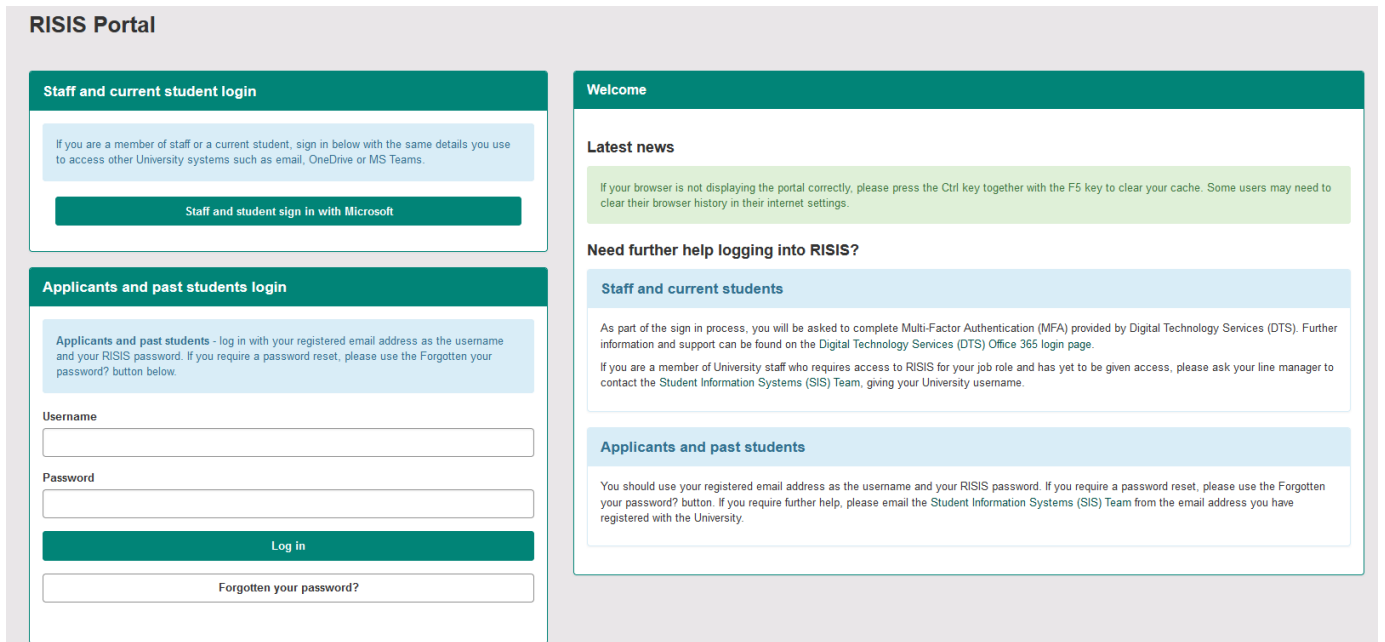 RISIS Portal
Staff and current student login
If you are a member of staff or a current student, sign in below with the same details you use
to access other University systems such as email, OneDrive or MS Teams.
Staff and student sign in with Microsoft
Applicants and past students login
Applicants and past students - log in with your registered email address as the username
and your RISIS password. If you require a password reset, please use the Forgotten your
password? button below.
Username
Password
Log in
Forgotten your password?
Welcome
Latest news
If your browser is not displaying the portal correctly, please press the Ctrl key together with the F5 key to clear your cache. Some users may need to
clear their browser history in their internet settings.
Need further help logging into RISIS?
Staff and current students
As part of the sign in process, you will be asked to complete Multi-Factor Authentication (MFA) provided by Digital Technology Services (DTS). Further
information and support can be found on the Digital Technology Services (DTS) Office 365 login page.
If you are a member of University staff who requires access to RISIS for your job role and has yet to be given access, please ask your line manager to
contact the Student Information Systems (SIS) Team, giving your University username.
Applicants and past students
You should use your registered email address as the username and your RISIS password. If you require a password reset, please use the Forgotten
your password? button. If you require further help, please email the Student Information Systems (SIS) Team from the email address you have
registered with the University.